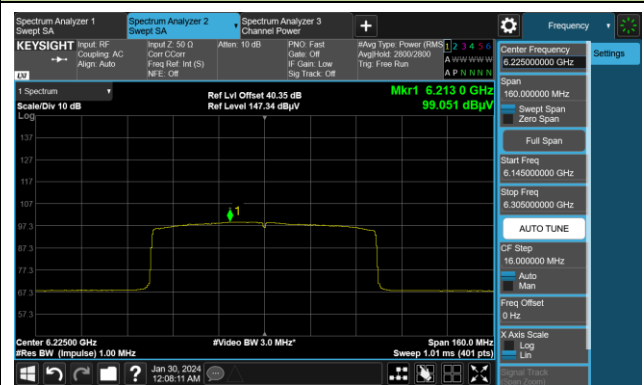 Spectrum Analyzer 1
Swept SA
Spectrum Analyzer 2
Swept SA
Spectrum Analyzer 3
Channel Power
Frequency
KEYSIGHT
Input: RF
Coupling: AC
Align: Auto
Input Z: 50 Ω
Corr CCorr
Freq Ref: Int (S)
NFE: Off
Atten: 10 dB
PNO: Fast
Gate: Off
IF Gain: Low
Sig Track: Off
#Avg Type: Power (RMS
Avg|Hold: 2800/2800
Trig: Free Run
1 2 3 4 5 6
A W W W W W
A P N N N N
LXI
1 Spectrum
Scale/Div 10 dB
Log
Ref Lvl Offset 40.35 dB
Ref Level 147.34 dBµV
Mkr1 6.213 0 GHz
99.051 dBµV
137
127
117
107
97.3
87.3
77.3
67.3
57.3
1
Center 6.22500 GHz
#Res BW (Impulse) 1.00 MHz
#Video BW 3.0 MHz*
Span 160.0 MHz
Sweep 1.01 ms (401 pts)
Jan 30, 2024
12:08:11 AM
Center Frequency
6.225000000 GHz
Span
160.000000 MHz
Swept Span
Zero Span
Full Span
Start Freq
6.145000000 GHz
Stop Freq
6.305000000 GHz
AUTO TUNE
CF Step
16.000000 MHz
Auto
Man
Freq Offset
0 Hz
X Axis Scale
Log
Lin
Signal Track
(Span Zoom)
Settings